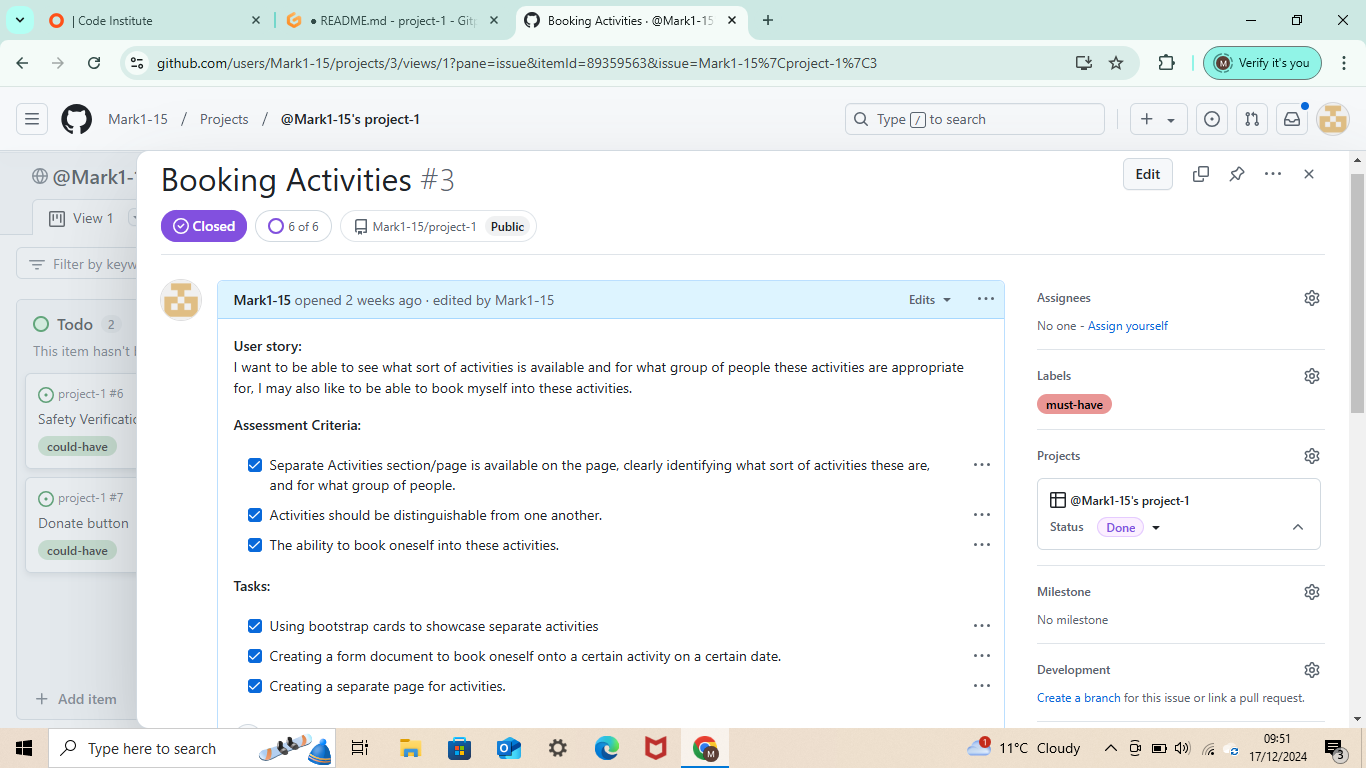 | Code Institute
● README.md - project-1 - Gitp
Booking Activities · @Mark1-15
github.com/users/Mark1-15/projects/3/views/1?pane=issue&itemId=89359563&issue=Mark1-15%7Cproject-1%7C3
M
Verify it's you
Mark1-15 / Projects / @Mark1-15's project-1
Type / to search
@Mark1-
View 1
Filter by keyw
Todo 2
This item hasn't
project-1 #6
Safety Verificatio
could-have
project-1 #7
Donate button
could-have
+ Add item
Booking Activities #3
Edit
Closed
6 of 6
Mark1-15/project-1 Public
Mark1-15 opened 2 weeks ago · edited by Mark1-15
Edits
User story:
I want to be able to see what sort of activities is available and for what group of people these activities are appropriate
for, I may also like to be able to book myself into these activities.
Assessment Criteria:
Separate Activities section/page is available on the page, clearly identifying what sort of activities these are,
and for what group of people.
Activities should be distinguishable from one another.
The ability to book oneself into these activities.
Tasks:
Using bootstrap cards to showcase separate activities
Creating a form document to book oneself onto a certain activity on a certain date.
Creating a separate page for activities.
Assignees
No one - Assign yourself
Labels
must-have
Projects
@Mark1-15's project-1
Status Done
Milestone
No milestone
Development
Create a branch for this issue or link a pull request.
Type here to search
M
1
11°C Cloudy
09:51
17/12/2024
3